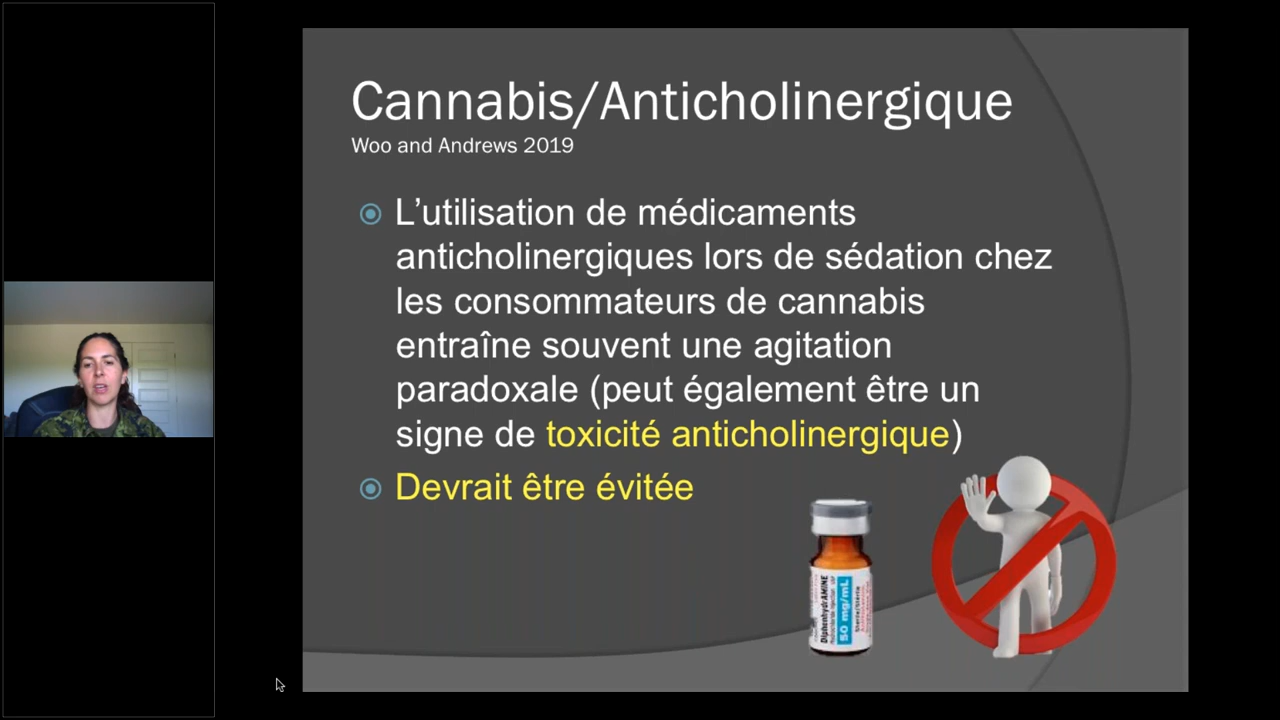 Cannabis/Anticholinergique
Woo and Andrews 2019
L’utilisation de médicaments
anticholinergiques lors de sédation chez
les consommateurs de cannabis
entraîne souvent une agitation
paradoxale (peut également être un
signe de toxicité anticholinergique)
Devrait être évitée
DiphenhydrAMINE
50 mg/mL